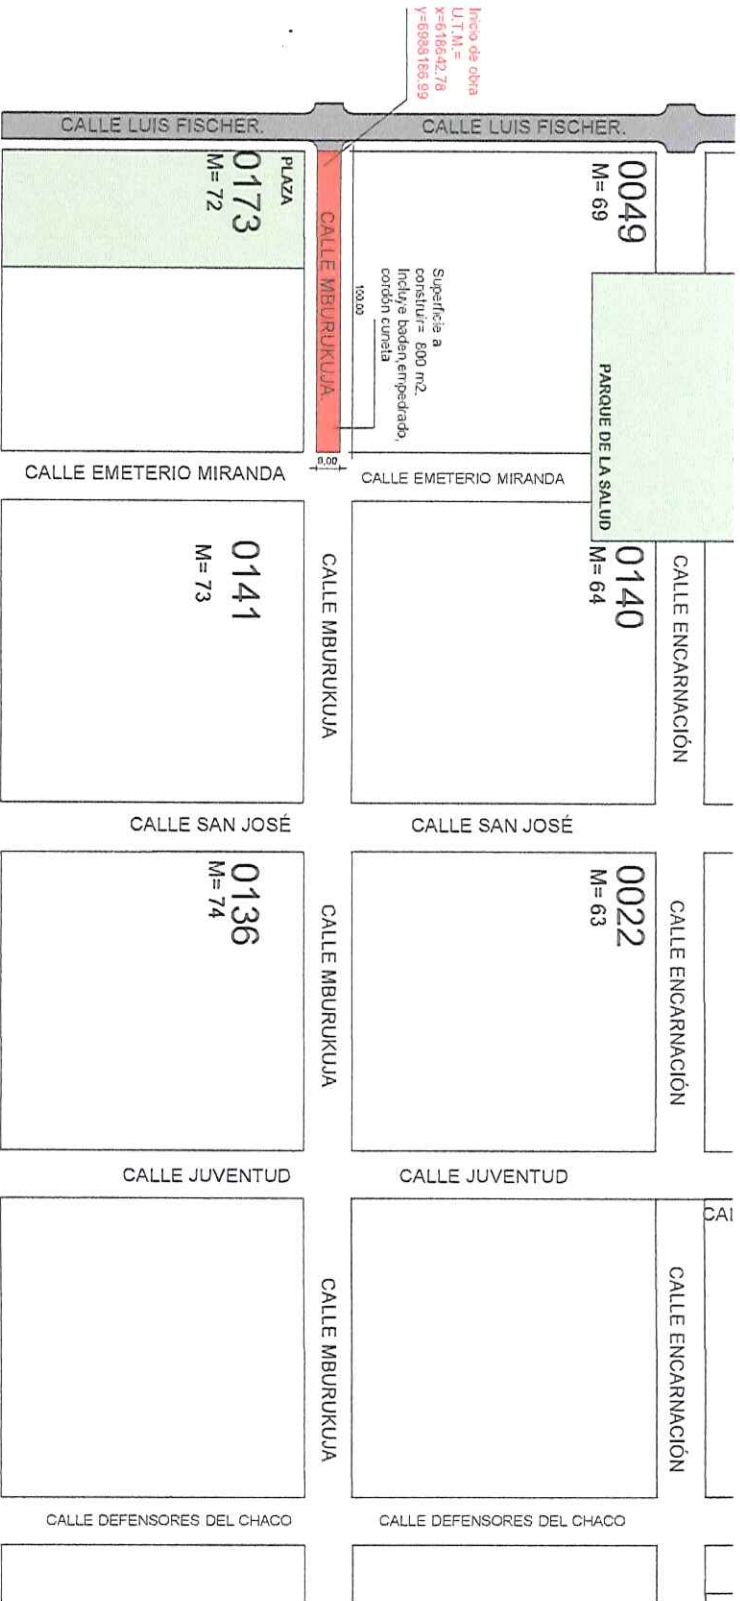 Inicio de obra
U.T.M.=
x=618642.78
y=6988186.99
CALLE LUIS FISCHER.
CALLE LUIS FISCHER.
PLAZA
0173
M= 72
CALLE MBURUKUJA.
100.00
Superficie a
construir= 800 m2.
Incluye baden,empedrado,
cordón cuneta
0049
M= 69
PARQUE DE LA SALUD
8,00
CALLE EMETERIO MIRANDA
CALLE EMETERIO MIRANDA
0141
M= 73
CALLE MBURUKUJA
0140
M= 64
CALLE ENCARNACIÓN
CALLE SAN JOSÉ
CALLE SAN JOSÉ
0136
M= 74
CALLE MBURUKUJA
0022
M= 63
CALLE ENCARNACIÓN
CALLE JUVENTUD
CALLE JUVENTUD
CAL
CALLE MBURUKUJA
CALLE ENCARNACIÓN
CALLE DEFENSORES DEL CHACO
CALLE DEFENSORES DEL CHACO